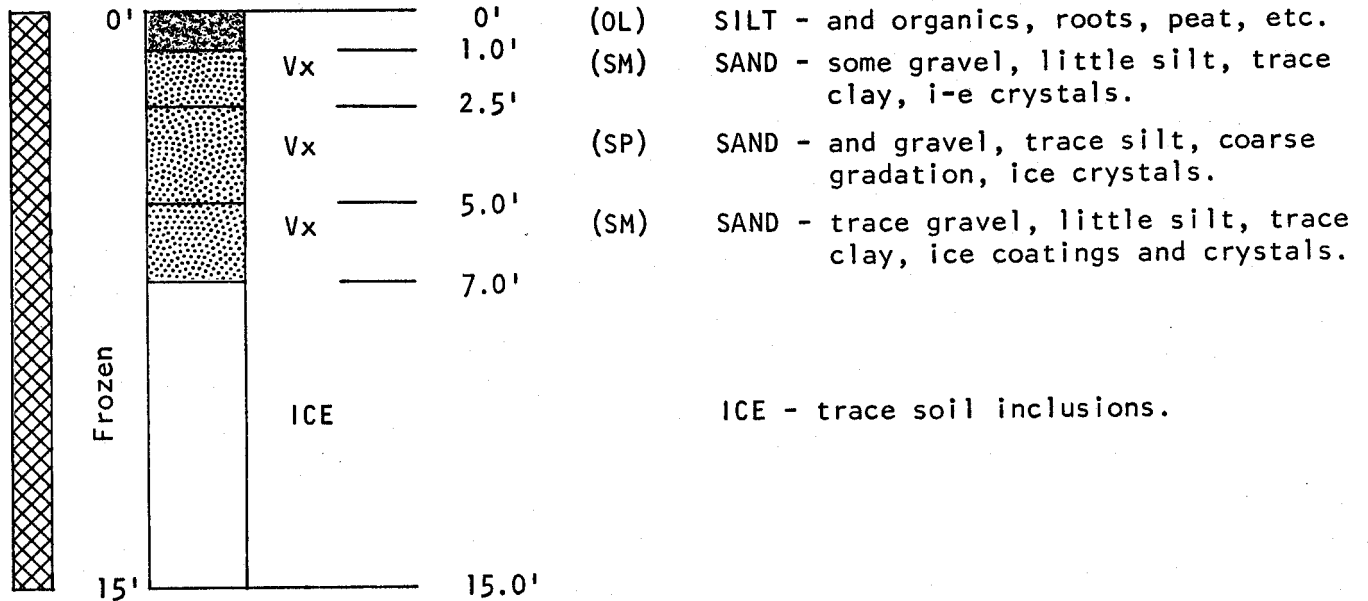 0' 0' (OL) SILT - and organics, roots, peat, etc.
1.0'
Vx (SM) SAND - some gravel, little silt, trace
clay, i-e crystals.
2.5'
Vx (SP) SAND - and gravel, trace silt, coarse
gradation, ice crystals.
5.0'
Vx (SM) SAND - trace gravel, little silt, trace
clay, ice coatings and crystals.
7.0'
Frozen
ICE ICE - trace soil inclusions.
15' 15.0'